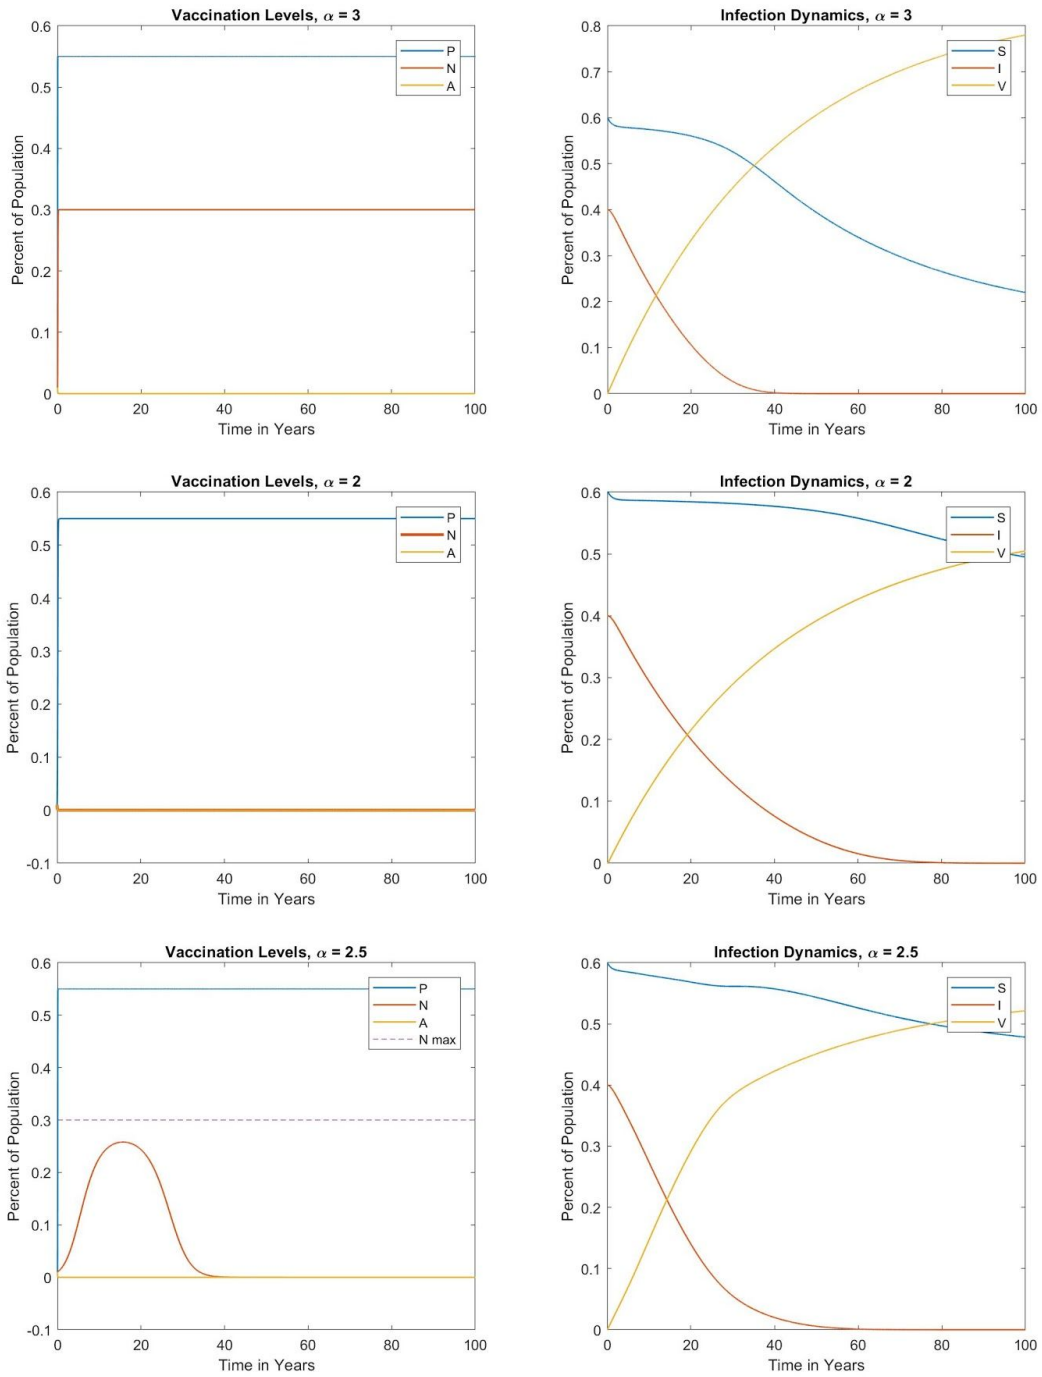 Vaccination Levels, α = 3
0.6
0.5
0.4
0.3
0.2
0.1
0
Percent of Population
P
N
A
0 20 40 60 80 100
Time in Years
Infection Dynamics, α = 3
0.8
0.7
0.6
0.5
0.4
0.3
0.2
0.1
0
Percent of Population
S
I
V
0 20 40 60 80 100
Time in Years
Vaccination Levels, α = 2
0.6
0.5
0.4
0.3
0.2
0.1
0
-0.1
Percent of Population
P
N
A
0 20 40 60 80 100
Time in Years
Infection Dynamics, α = 2
0.6
0.5
0.4
0.3
0.2
0.1
0
Percent of Population
S
I
V
0 20 40 60 80 100
Time in Years
Vaccination Levels, α = 2.5
0.6
0.5
0.4
0.3
0.2
0.1
0
-0.1
Percent of Population
P
N
A
N max
0 20 40 60 80 100
Time in Years
Infection Dynamics, α = 2.5
0.6
0.5
0.4
0.3
0.2
0.1
0
Percent of Population
S
I
V
0 20 40 60 80 100
Time in Years